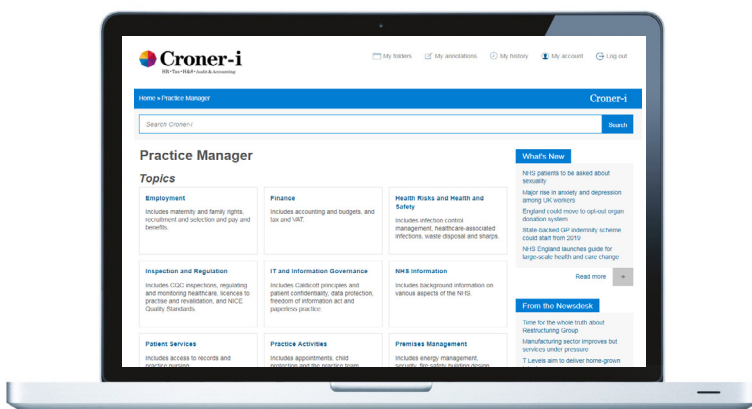 Croner-i
HR • Tax • H&S • Audit & Accounting
My folders
My annotations
My history
My account
Log out
Home » Practice Manager
Croner-i
Search Croner-i
Search
Practice Manager
Topics
Employment
Includes maternity and family rights,
recruitment and selection and pay and
benefits.
Finance
Includes accounting and budgets, and
tax and VAT.
Health Risks and Health and
Safety
Includes infection control
management, healthcare-associated
infections, waste disposal and sharps.
Inspection and Regulation
Includes CQC inspections, regulating
and monitoring healthcare, licences to
practise and revalidation, and NICE
Quality Standards.
IT and Information Governance
Includes Caldicott principles and
patient confidentiality, data protection,
freedom of information act and
paperless practice.
NHS Information
Includes background information on
various aspects of the NHS.
Patient Services
Includes access to records and
practice nursing.
Practice Activities
Includes appointments, child
protection and the practice team.
Premises Management
Includes energy management,
security, fire safety, building design
What's New
NHS patients to be asked about
sexuality
Major rise in anxiety and depression
among UK workers
England could move to opt-out organ
donation system
State-backed GP indemnity scheme
could start from 2019
NHS England launches guide for
large-scale health and care change
Read more +
From the Newsdesk
Time for the whole truth about
Restructuring Group
Manufacturing sector improves but
services under pressure
T Levels aim to deliver home-grown